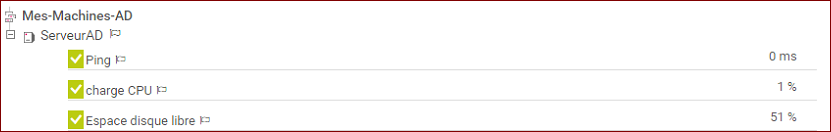 Mes-Machines-AD
ServeurAD
Ping 0 ms
charge CPU 1 %
Espace disque libre 51 %